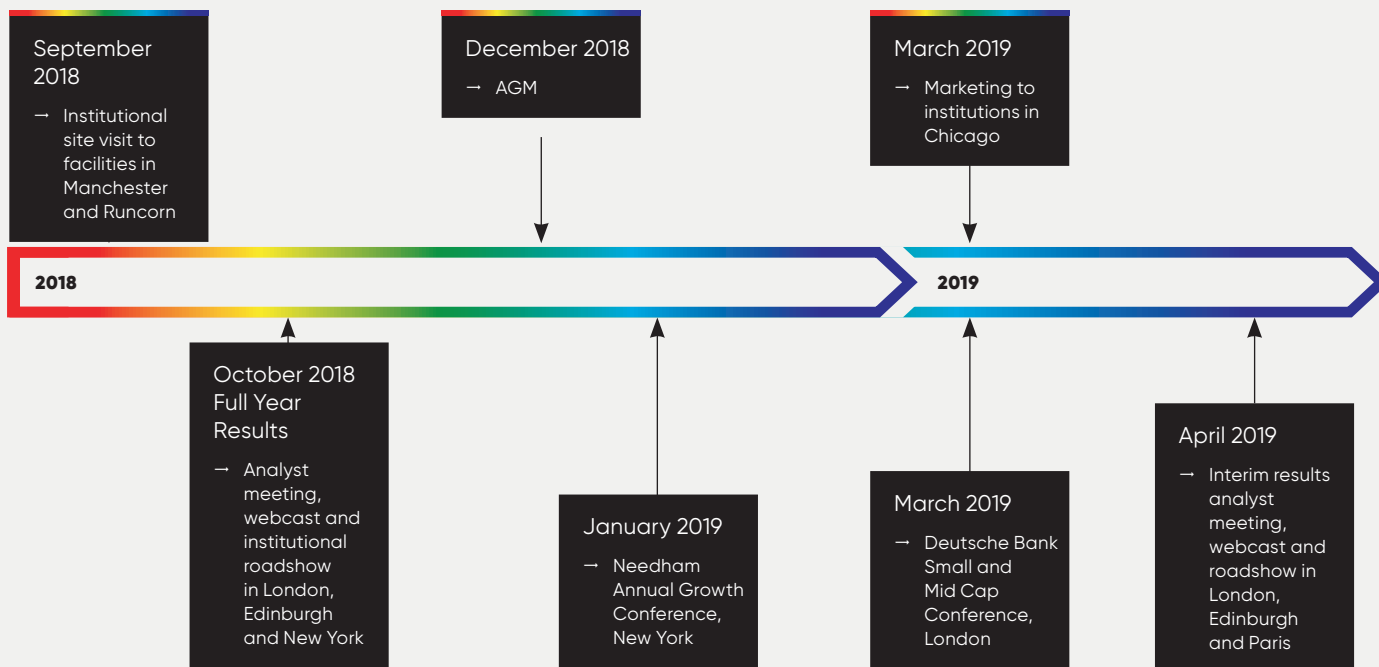 September
2018
→ Institutional
site visit to
facilities in
Manchester
and Runcorn
December 2018
→ AGM
March 2019
→ Marketing to
institutions in
Chicago
2018
2019
October 2018
Full Year
Results
→ Analyst
meeting,
webcast and
institutional
roadshow
in London,
Edinburgh
and New York
January 2019
→ Needham
Annual Growth
Conference,
New York
March 2019
→ Deutsche Bank
Small and
Mid Cap
Conference,
London
April 2019
→ Interim results
analyst
meeting,
webcast and
roadshow in
London,
Edinburgh
and Paris